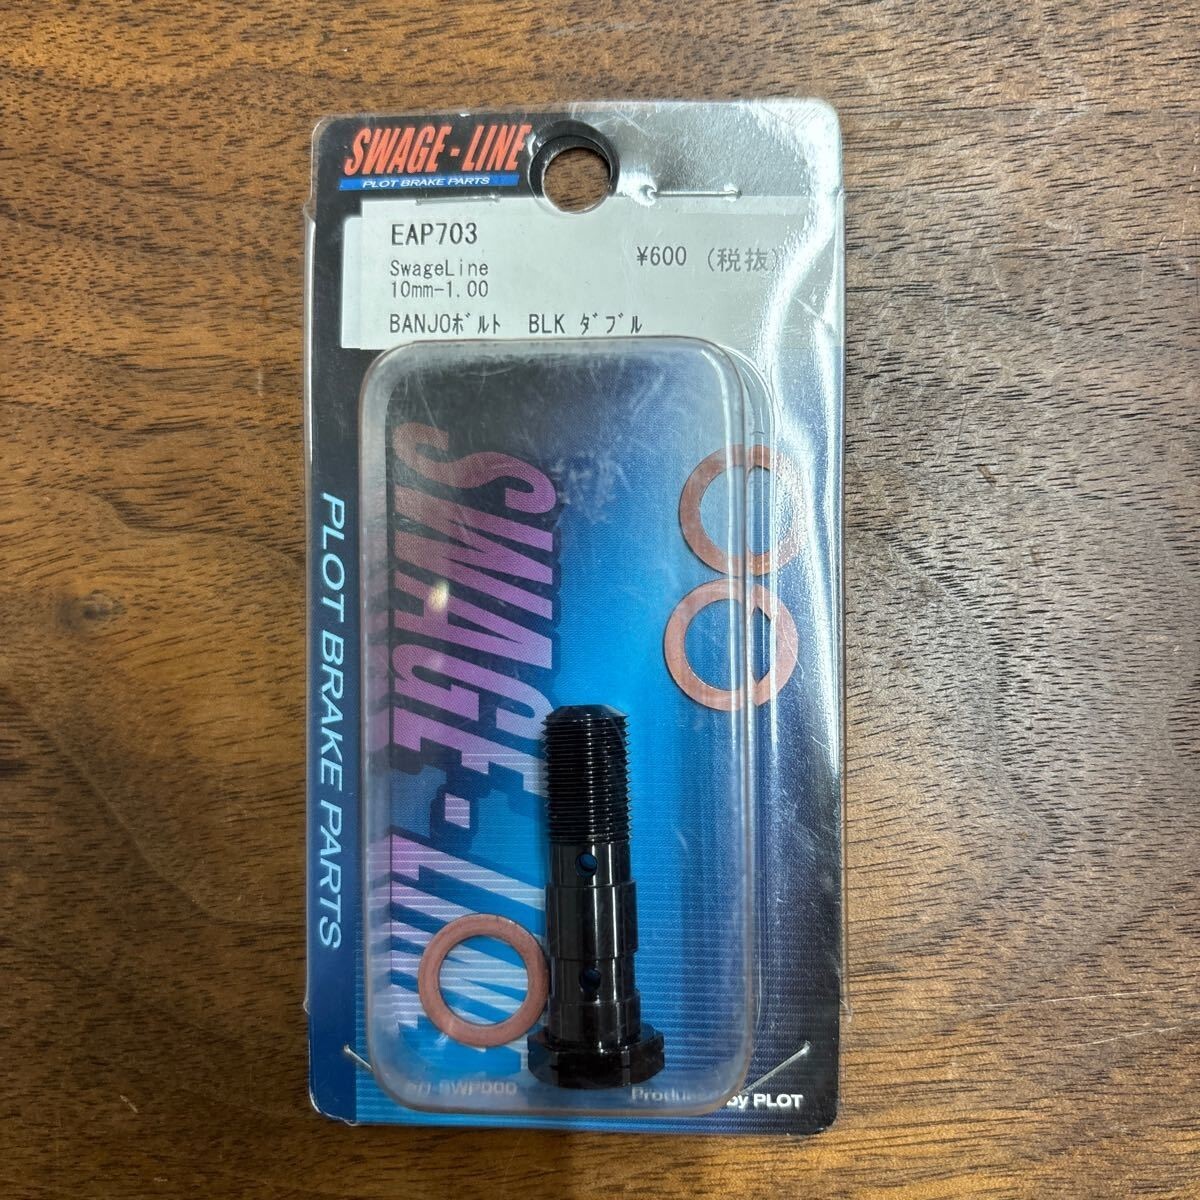 SWAGE-LINE
PLOT BRAKE PARTS
EAP703
¥600 (税抜)
SwageLine
10mm-1.00
BANJOﾎﾞﾙﾄ BLK ﾀﾞﾌﾞﾙ
SWAGE-LINE
PLOT BRAKE PARTS
by PLOT